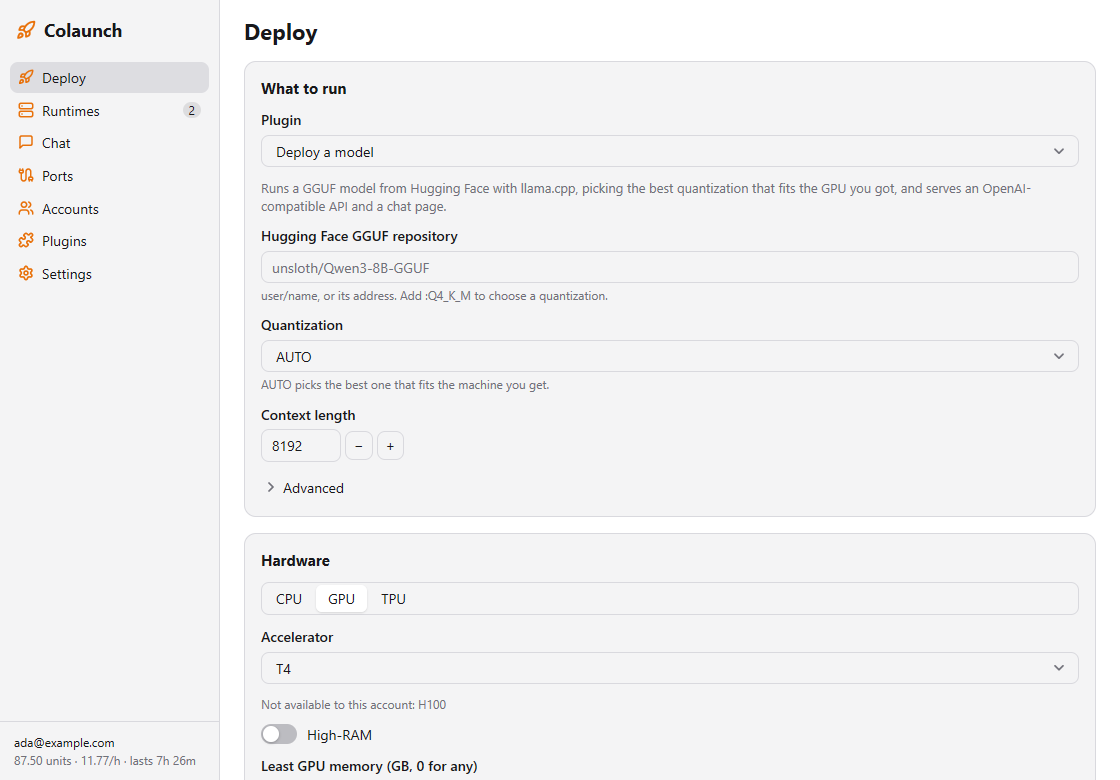 Colaunch
Deploy
Runtimes 2
Chat
Ports
Accounts
Plugins
Settings
ada@example.com
87.50 units · 11.77/h · lasts 7h 26m
Deploy
What to run
Plugin
Deploy a model
Runs a GGUF model from Hugging Face with llama.cpp, picking the best quantization that fits the GPU you got, and serves an OpenAI-
compatible API and a chat page.
Hugging Face GGUF repository
unsloth/Qwen3-8B-GGUF
user/name, or its address. Add :Q4_K_M to choose a quantization.
Quantization
AUTO
AUTO picks the best one that fits the machine you get.
Context length
8192 − +
Advanced
Hardware
CPU GPU TPU
Accelerator
T4
Not available to this account: H100
High-RAM
Least GPU memory (GB, 0 for any)